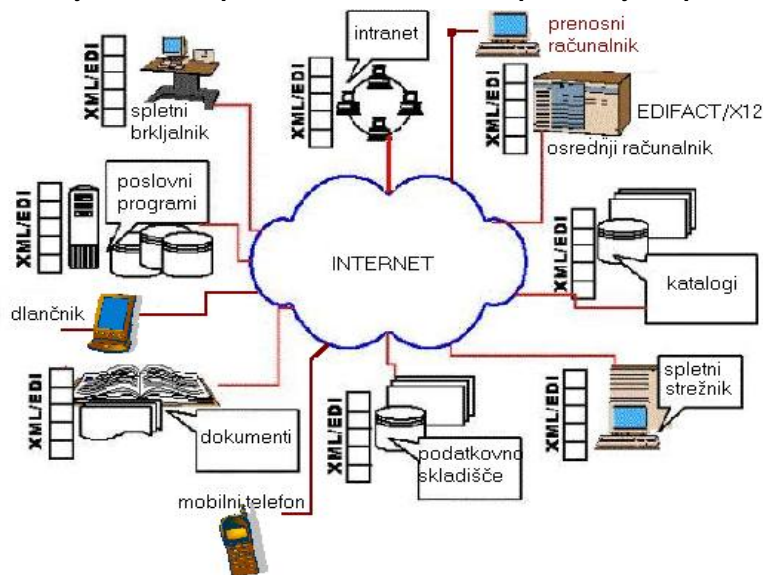 XML/EDI
spletni
brkljalnik
XML/EDI
intranet
prenosni
računalnik
XML/EDI
EDIFACT/X12
osrednji računalnik
XML/EDI
poslovni
programi
INTERNET
XML/EDI
katalogi
dlančnik
XML/EDI
dokumenti
XML/EDI
podatkovno
skladišče
XML/EDI
spletni
strežnik
mobilni telefon